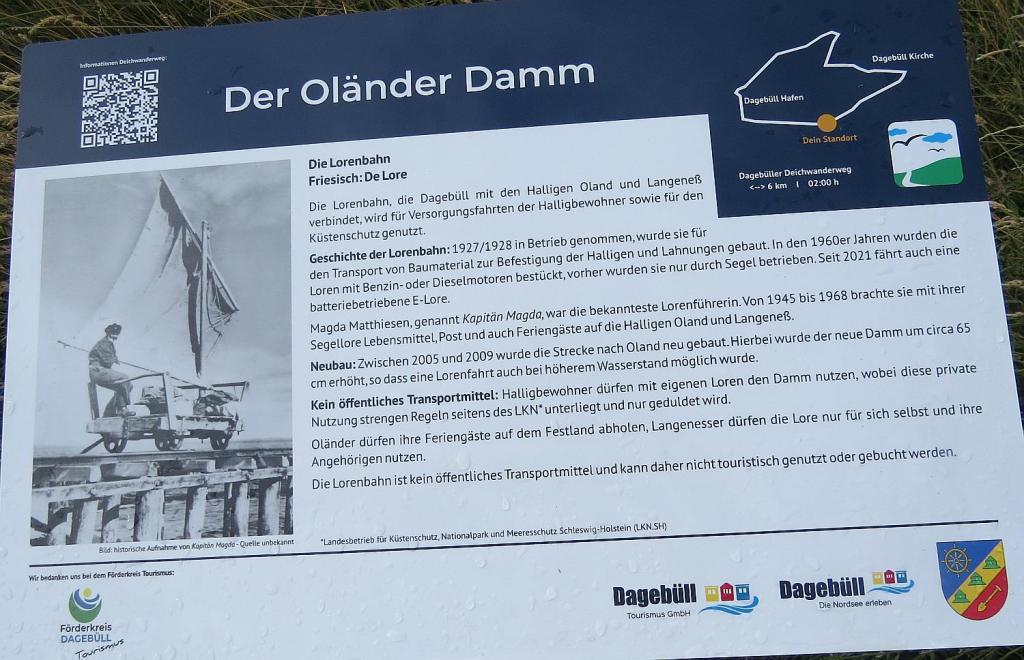 Informationen Deichwanderweg:
Der Oländer Damm
Dagebüll Kirche
Dagebüll Hafen
Dein Standort
Dagebüller Deichwanderweg
<--> 6 km | 02:00 h
Die Lorenbahn
Friesisch: De Lore
Die Lorenbahn, die Dagebüll mit den Halligen Oland und Langeneß
verbindet, wird für Versorgungsfahrten der Halligbewohner sowie für den
Küstenschutz genutzt.
Geschichte der Lorenbahn: 1927/1928 in Betrieb genommen, wurde sie für
den Transport von Baumaterial zur Befestigung der Halligen und Lahnungen gebaut. In den 1960er Jahren wurden die
Loren mit Benzin- oder Dieselmotoren bestückt, vorher wurden sie nur durch Segel betrieben. Seit 2021 fährt auch eine
batteriebetriebene E-Lore.
Magda Matthiesen, genannt Kapitän Magda, war die bekannteste Lorenführerin. Von 1945 bis 1968 brachte sie mit ihrer
Segellore Lebensmittel, Post und auch Feriengäste auf die Halligen Oland und Langeneß.
Neubau: Zwischen 2005 und 2009 wurde die Strecke nach Oland neu gebaut. Hierbei wurde der neue Damm um circa 65
cm erhöht, so dass eine Lorenfahrt auch bei höherem Wasserstand möglich wurde.
Kein öffentliches Transportmittel: Halligbewohner dürfen mit eigenen Loren den Damm nutzen, wobei diese private
Nutzung strengen Regeln seitens des LKN* unterliegt und nur geduldet wird.
Oländer dürfen ihre Feriengäste auf dem Festland abholen, Langenesser dürfen die Lore nur für sich selbst und ihre
Angehörigen nutzen.
Die Lorenbahn ist kein öffentliches Transportmittel und kann daher nicht touristisch genutzt oder gebucht werden.
Bild: historische Aufnahme von Kapitän Magda - Quelle unbekannt
*Landesbetrieb für Küstenschutz, Nationalpark und Meeresschutz Schleswig-Holstein (LKN.SH)
Wir bedanken uns bei dem Förderkreis Tourismus:
Förderkreis
DAGEBÜLL
Tourismus
Dagebüll
Tourismus GmbH
Dagebüll
Die Nordsee erleben